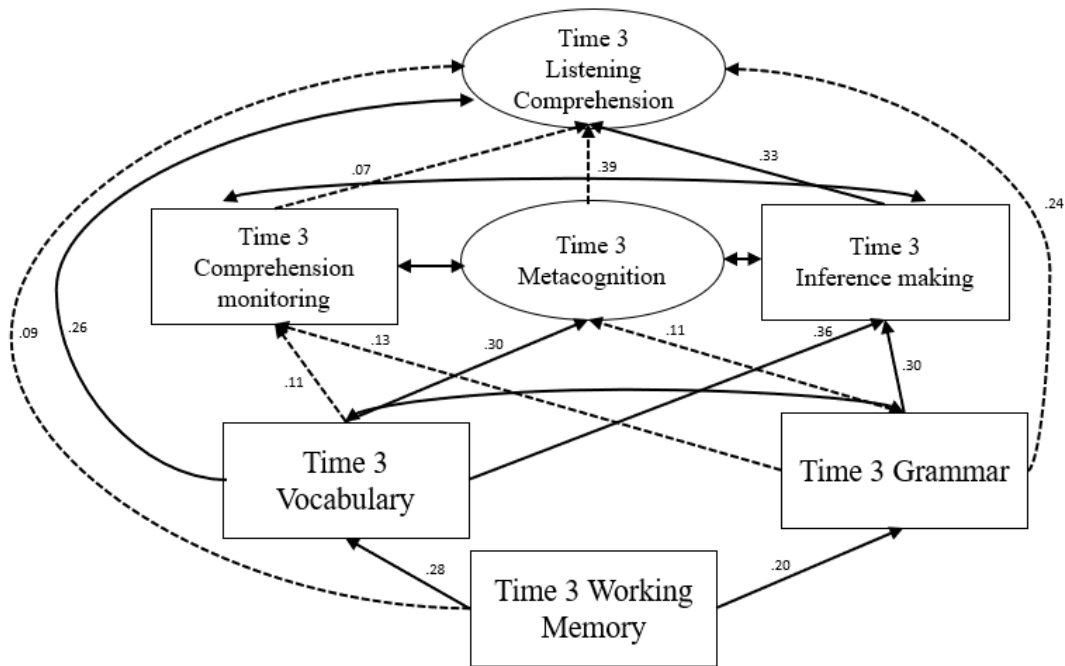 Time 3
Listening
Comprehension
.07
.39
.33
.24
Time 3
Comprehension
monitoring
Time 3
Metacognition
Time 3
Inference making
.09
.26
.13
.30
.11
.36
.30
.11
Time 3
Vocabulary
Time 3 Grammar
.28
.20
Time 3 Working
Memory